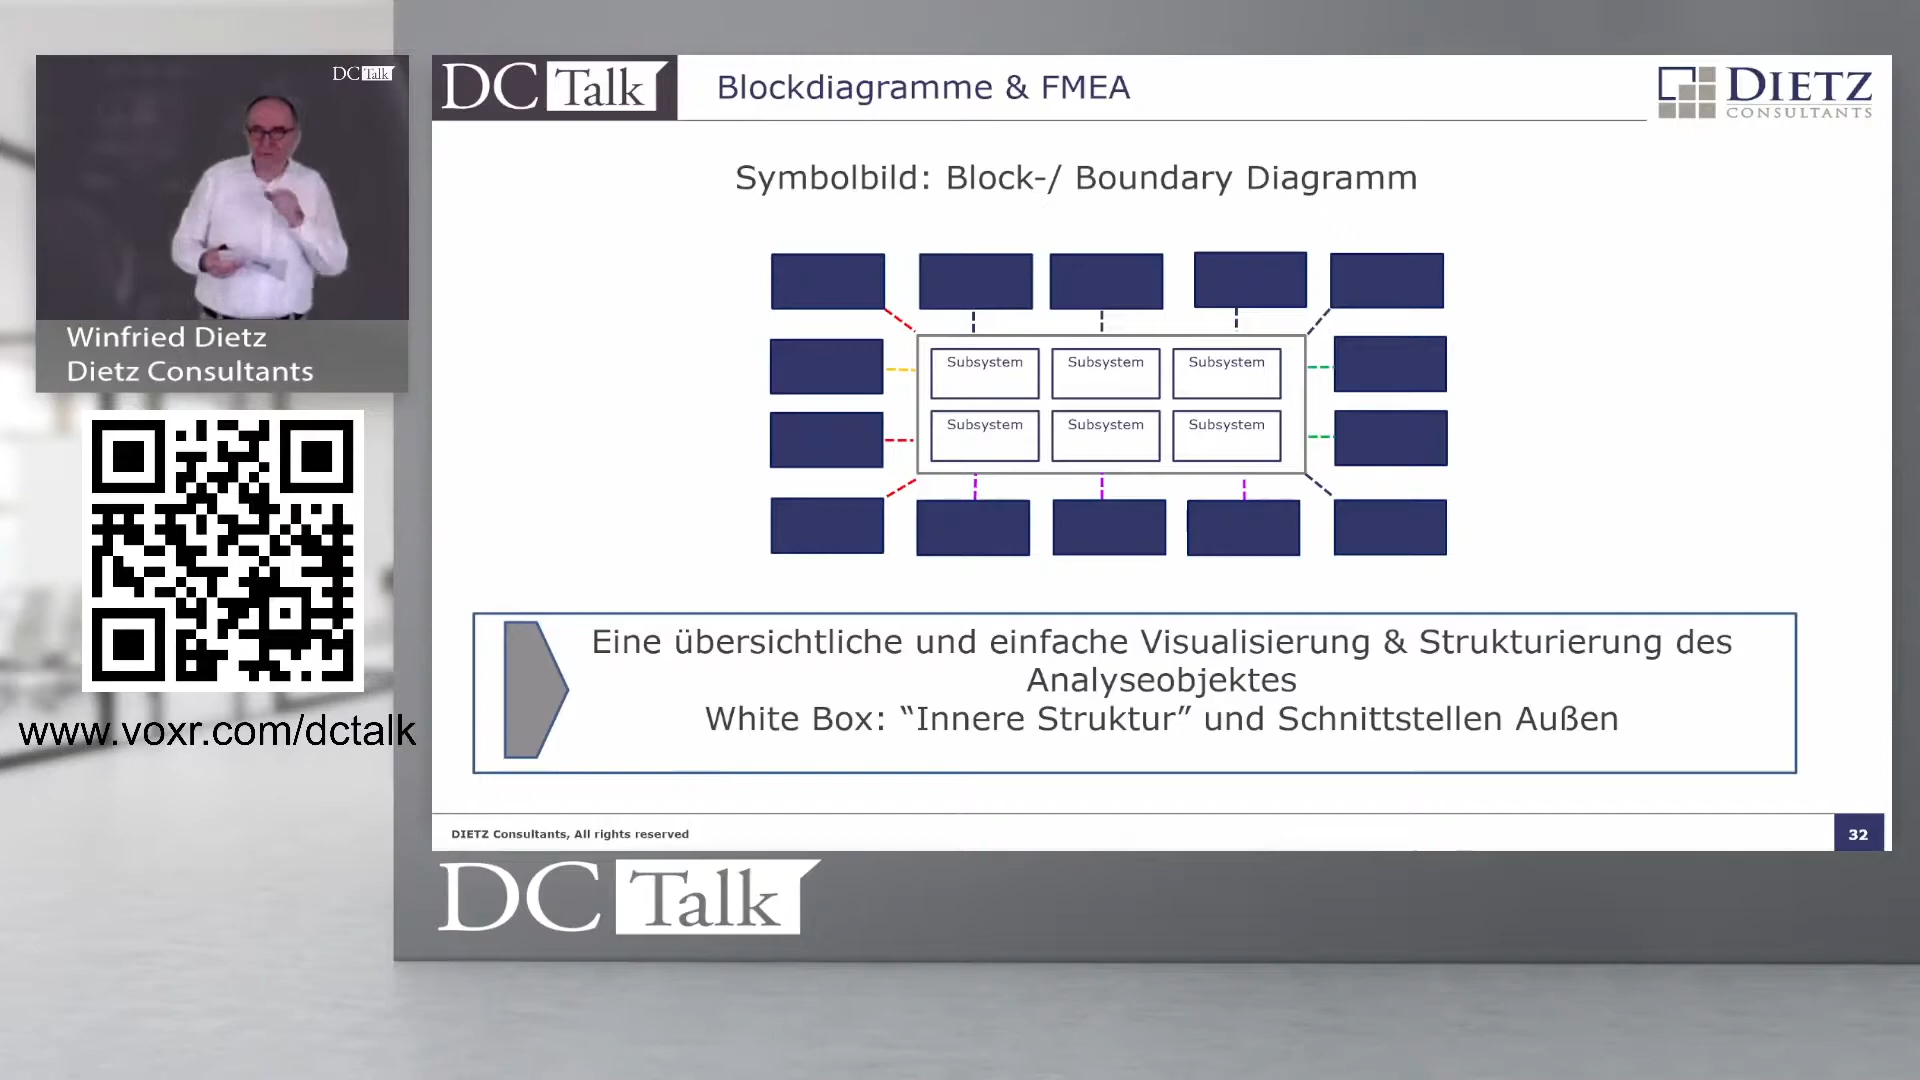 DC Talk
Winfried Dietz
Dietz Consultants
www.voxr.com/dctalk
DC Talk
Blockdiagramme & FMEA
DIETZ
CONSULTANTS
Symbolbild: Block-/ Boundary Diagramm
Subsystem Subsystem Subsystem
Subsystem Subsystem Subsystem
Eine übersichtliche und einfache Visualisierung & Strukturierung des
Analyseobjektes
White Box: “Innere Struktur” und Schnittstellen Außen
DIETZ Consultants, All rights reserved
32
DC Talk